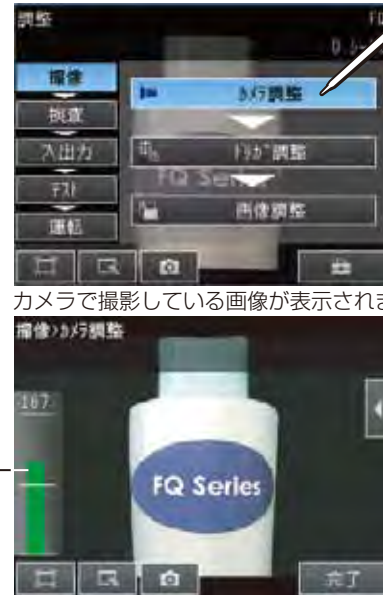 調整
撮像
カメラ調整
検査
入出力
トリガ調整
FQ Series
テスト
画像調整
運転
カメラで撮影している画像が表示されま
撮像>カメラ調整
167
FQ Series
完了